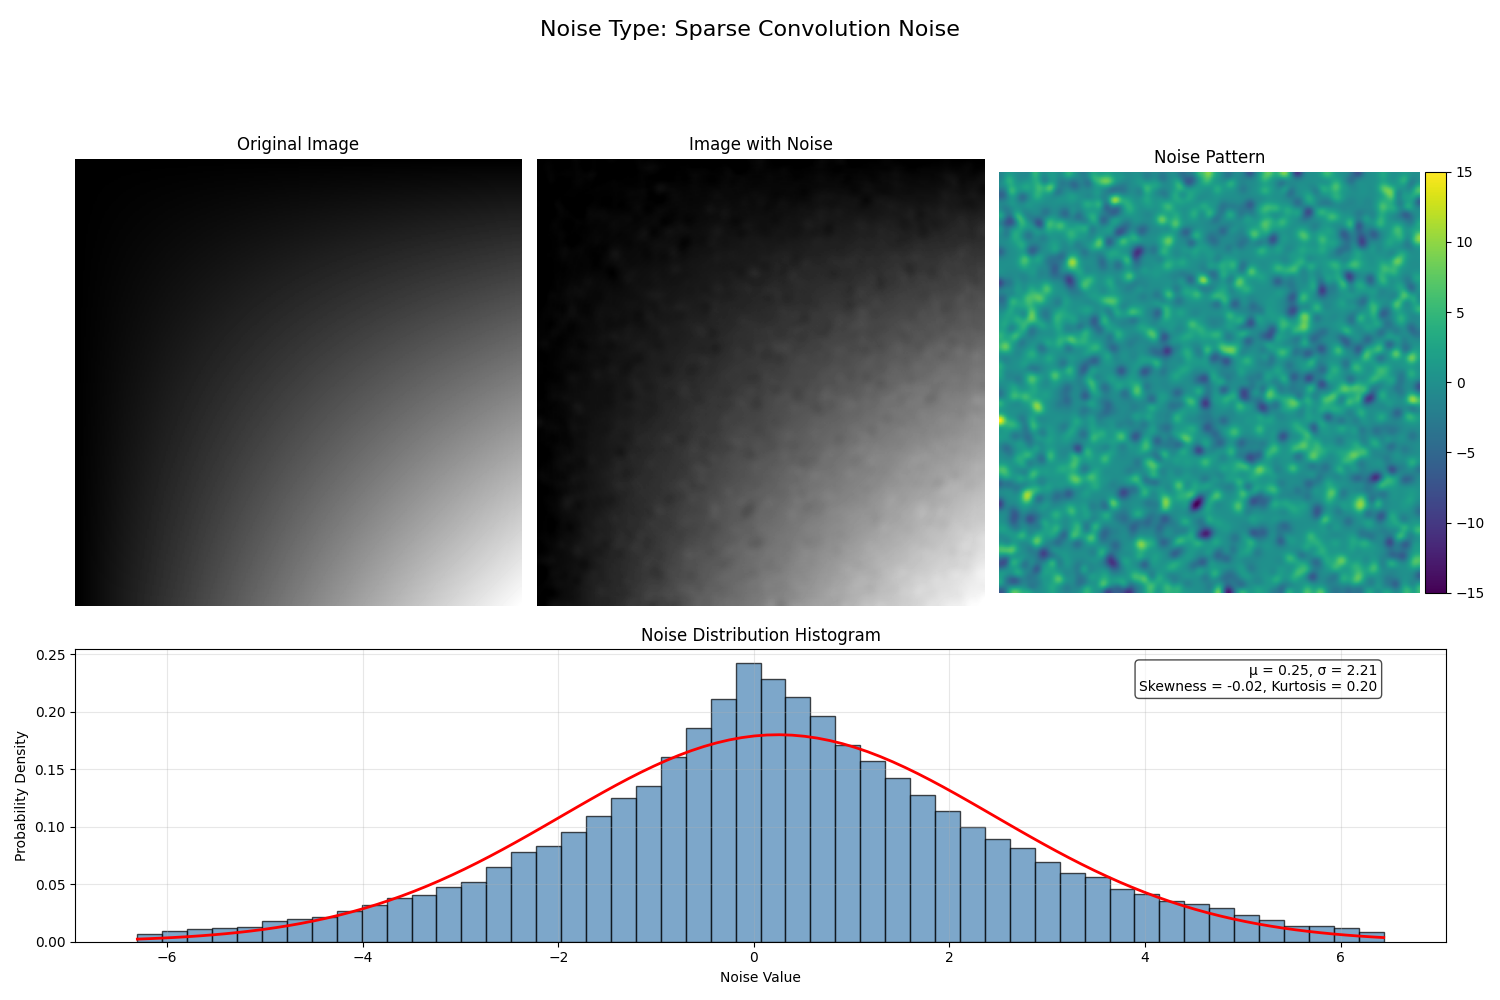 Noise Type: Sparse Convolution Noise
Original Image
Image with Noise
Noise Pattern
15
10
5
0
−5
−10
−15
Noise Distribution Histogram
μ = 0.25, σ = 2.21
Skewness = -0.02, Kurtosis = 0.20
Probability Density
0.25
0.20
0.15
0.10
0.05
0.00
−6
−4
−2
0
2
4
6
Noise Value